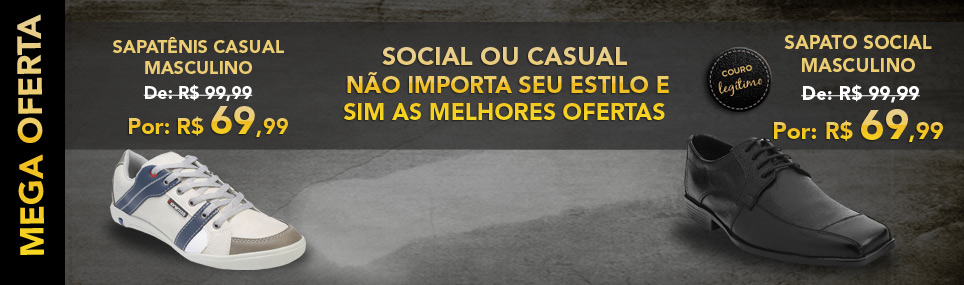 MEGA OFERTA
SAPATÊNIS CASUAL
MASCULINO
De: R$ 99,99
Por: R$ 69,99
SOCIAL OU CASUAL
NÃO IMPORTA SEU ESTILO E
SIM AS MELHORES OFERTAS
COURO
legítimo
SAPATO SOCIAL
MASCULINO
De: R$ 99,99
Por: R$ 69,99